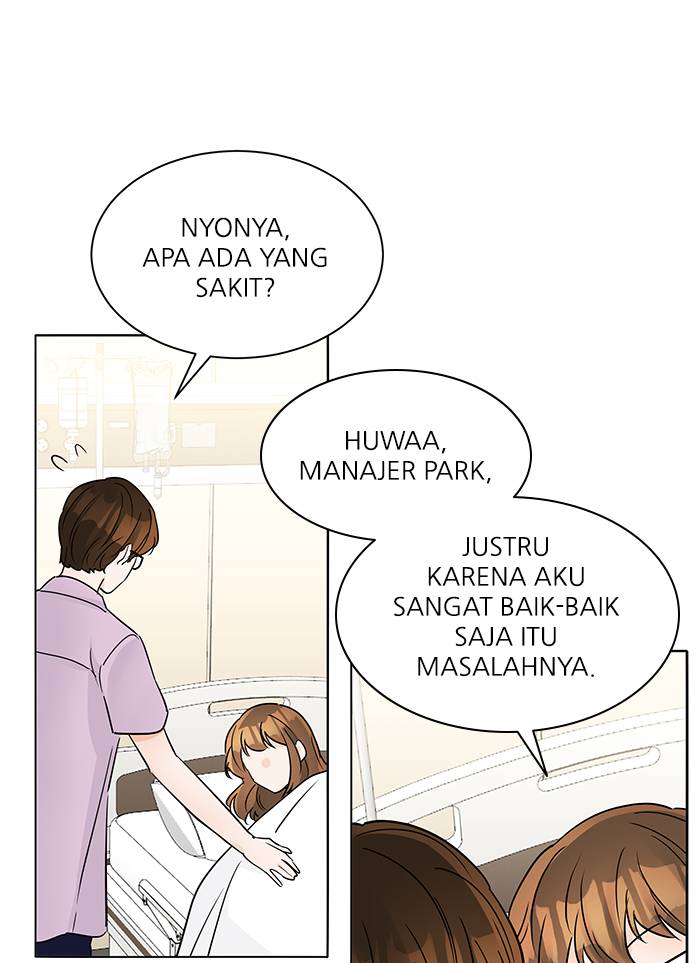 NYONYA,
APA ADA YANG
SAKIT?
HUWAA,
MANAJER PARK,
JUSTRU
KARENA AKU
SANGAT BAIK-BAIK
SAJA ITU
MASALAHNYA.